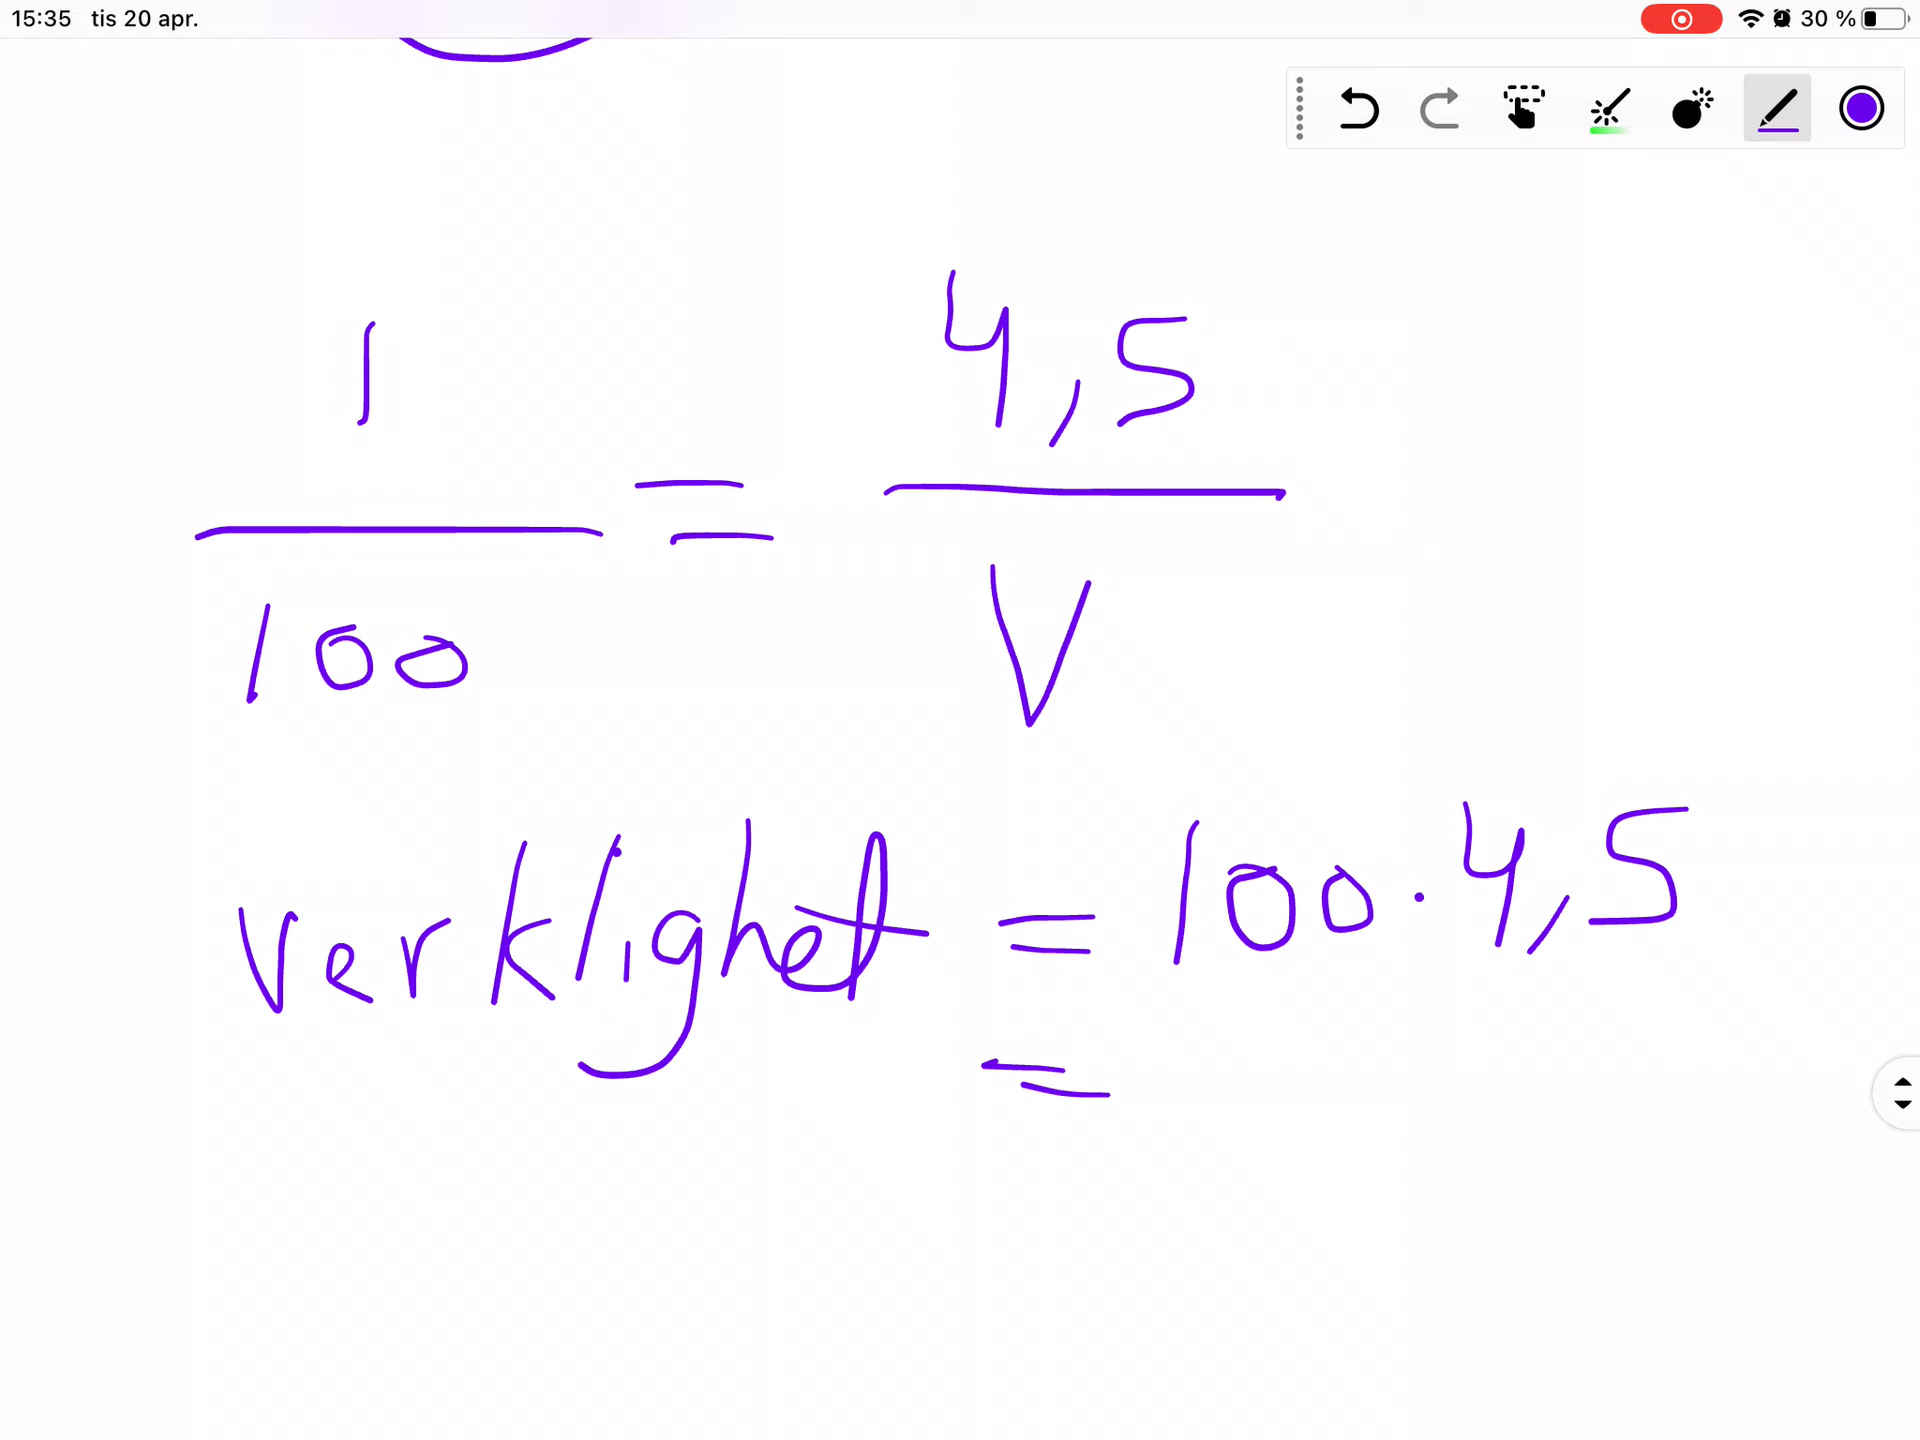 15:35 tis 20 apr. 30 %
1 4,5
= 
100 V
verklighet = 100 · 4,5
=